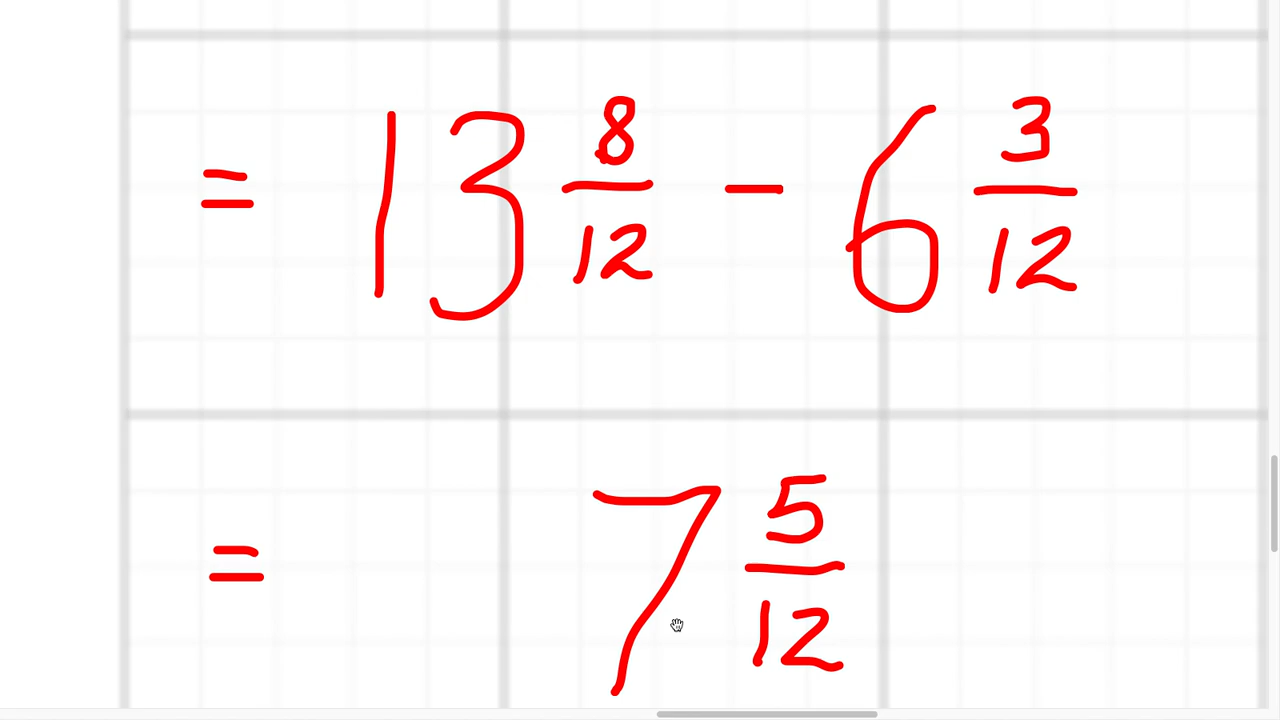 = 13 8/12 - 6 3/12
= 7 5/12